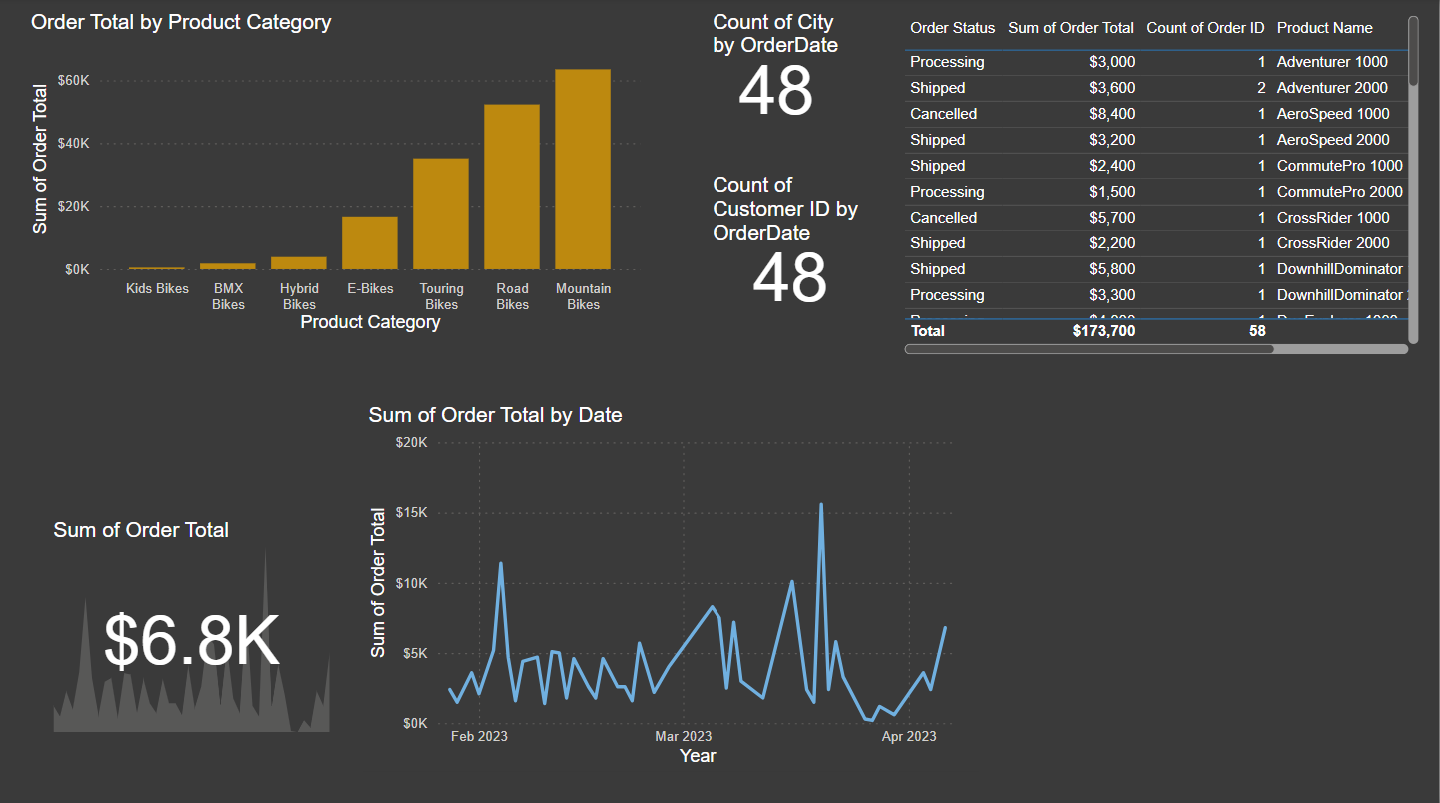 Order Total by Product Category
Sum of Order Total
$60K
$40K
$20K
$0K
Kids Bikes
BMX
Bikes
Hybrid
Bikes
E-Bikes
Touring
Bikes
Road
Bikes
Mountain
Bikes
Product Category
Count of City
by OrderDate
48
Count of
Customer ID by
OrderDate
48
Order Status Sum of Order Total Count of Order ID Product Name
Processing $3,000 1 Adventurer 1000
Shipped $3,600 2 Adventurer 2000
Cancelled $8,400 1 AeroSpeed 1000
Shipped $3,200 1 AeroSpeed 2000
Shipped $2,400 1 CommutePro 1000
Processing $1,500 1 CommutePro 2000
Cancelled $5,700 1 CrossRider 1000
Shipped $2,200 1 CrossRider 2000
Shipped $5,800 1 DownhillDominator
Processing $3,300 1 DownhillDominator
Total $173,700 58
Sum of Order Total
$6.8K
Sum of Order Total by Date
Sum of Order Total
$20K
$15K
$10K
$5K
$0K
Feb 2023
Mar 2023
Apr 2023
Year